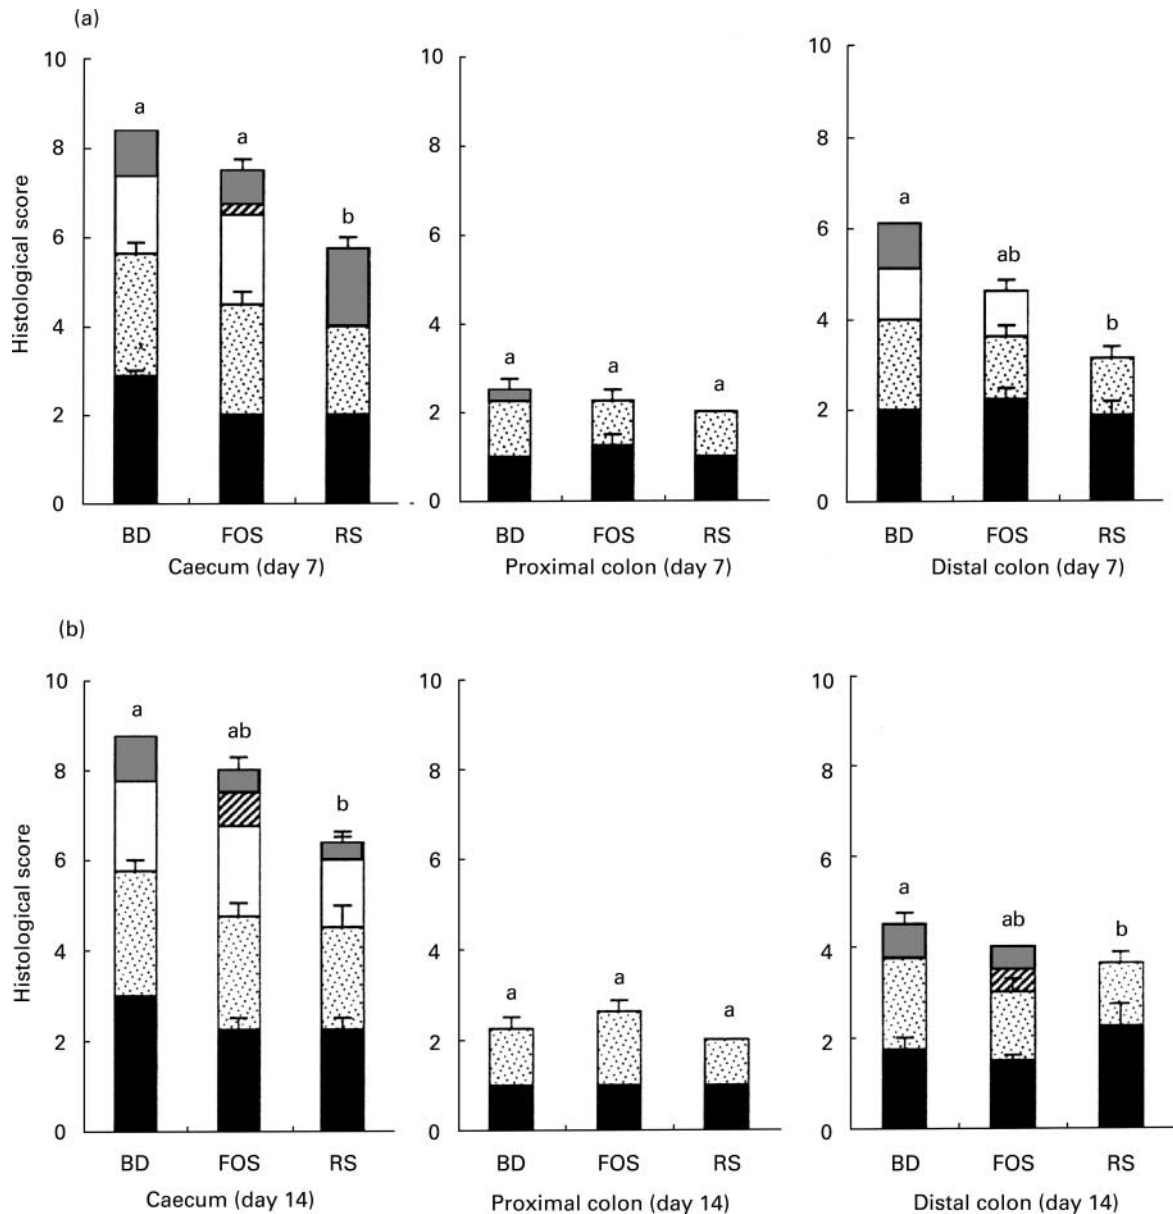 (a)
Histological score
10
8
6
4
2
0
a
a
b
BD FOS RS
Caecum (day 7)
10
8
6
4
2
0
a
a
a
BD FOS RS
Proximal colon (day 7)
10
8
6
4
2
0
a
ab
b
BD FOS RS
Distal colon (day 7)
(b)
Histological score
10
8
6
4
2
0
a
ab
b
BD FOS RS
Caecum (day 14)
10
8
6
4
2
0
a
a
a
BD FOS RS
Proximal colon (day 14)
10
8
6
4
2
0
a
ab
b
BD FOS RS
Distal colon (day 14)